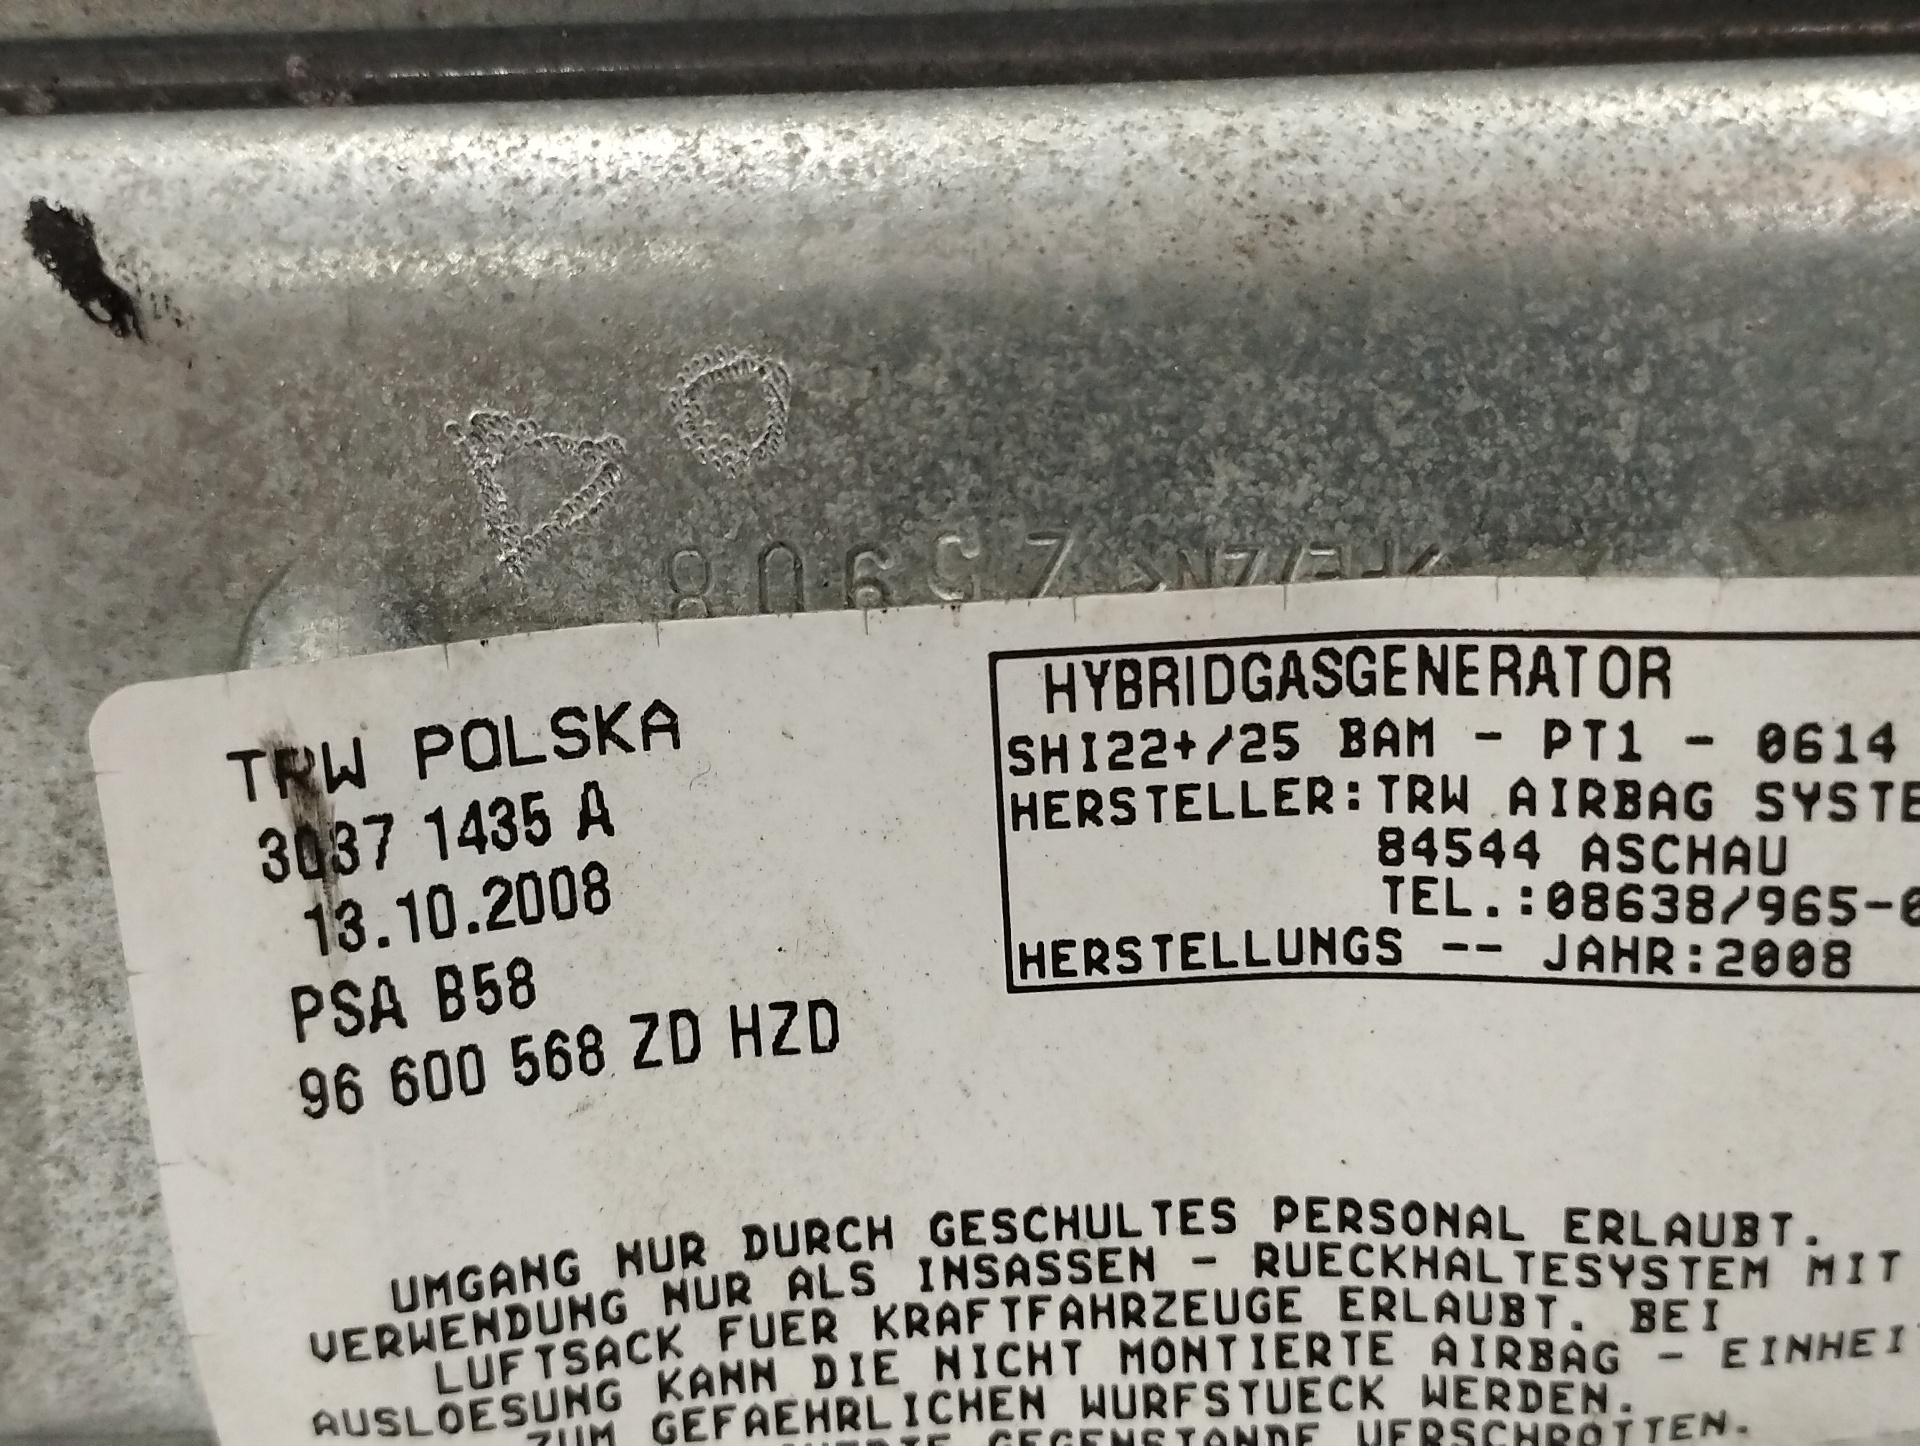 TRW POLSKA
3037 1435 A
13.10.2008
PSA B58
96 600 568 ZD HZD
HYBRIDGASGENERATOR
SHI22+/25 BAM - PT1 - 0614
HERSTELLER:TRW AIRBAG SYSTE
84544 ASCHAU
TEL.:08638/965-0
HERSTELLUNGS -- JAHR:2008
UMGANG NUR DURCH GESCHULTES PERSONAL ERLAUBT.
VERWENDUNG NUR ALS INSASSEN - RUECKHALTESYSTEM MIT
LUFTSACK FUER KRAFTFAHRZEUGE ERLAUBT. BEI
AUSLOESUNG KANN DIE NICHT MONTIERTE AIRBAG - EINHEI
ZUM GEFAEHRLICHEN WURFSTUECK WERDEN.
GEGENSTANDE VERSCHROTTEN.